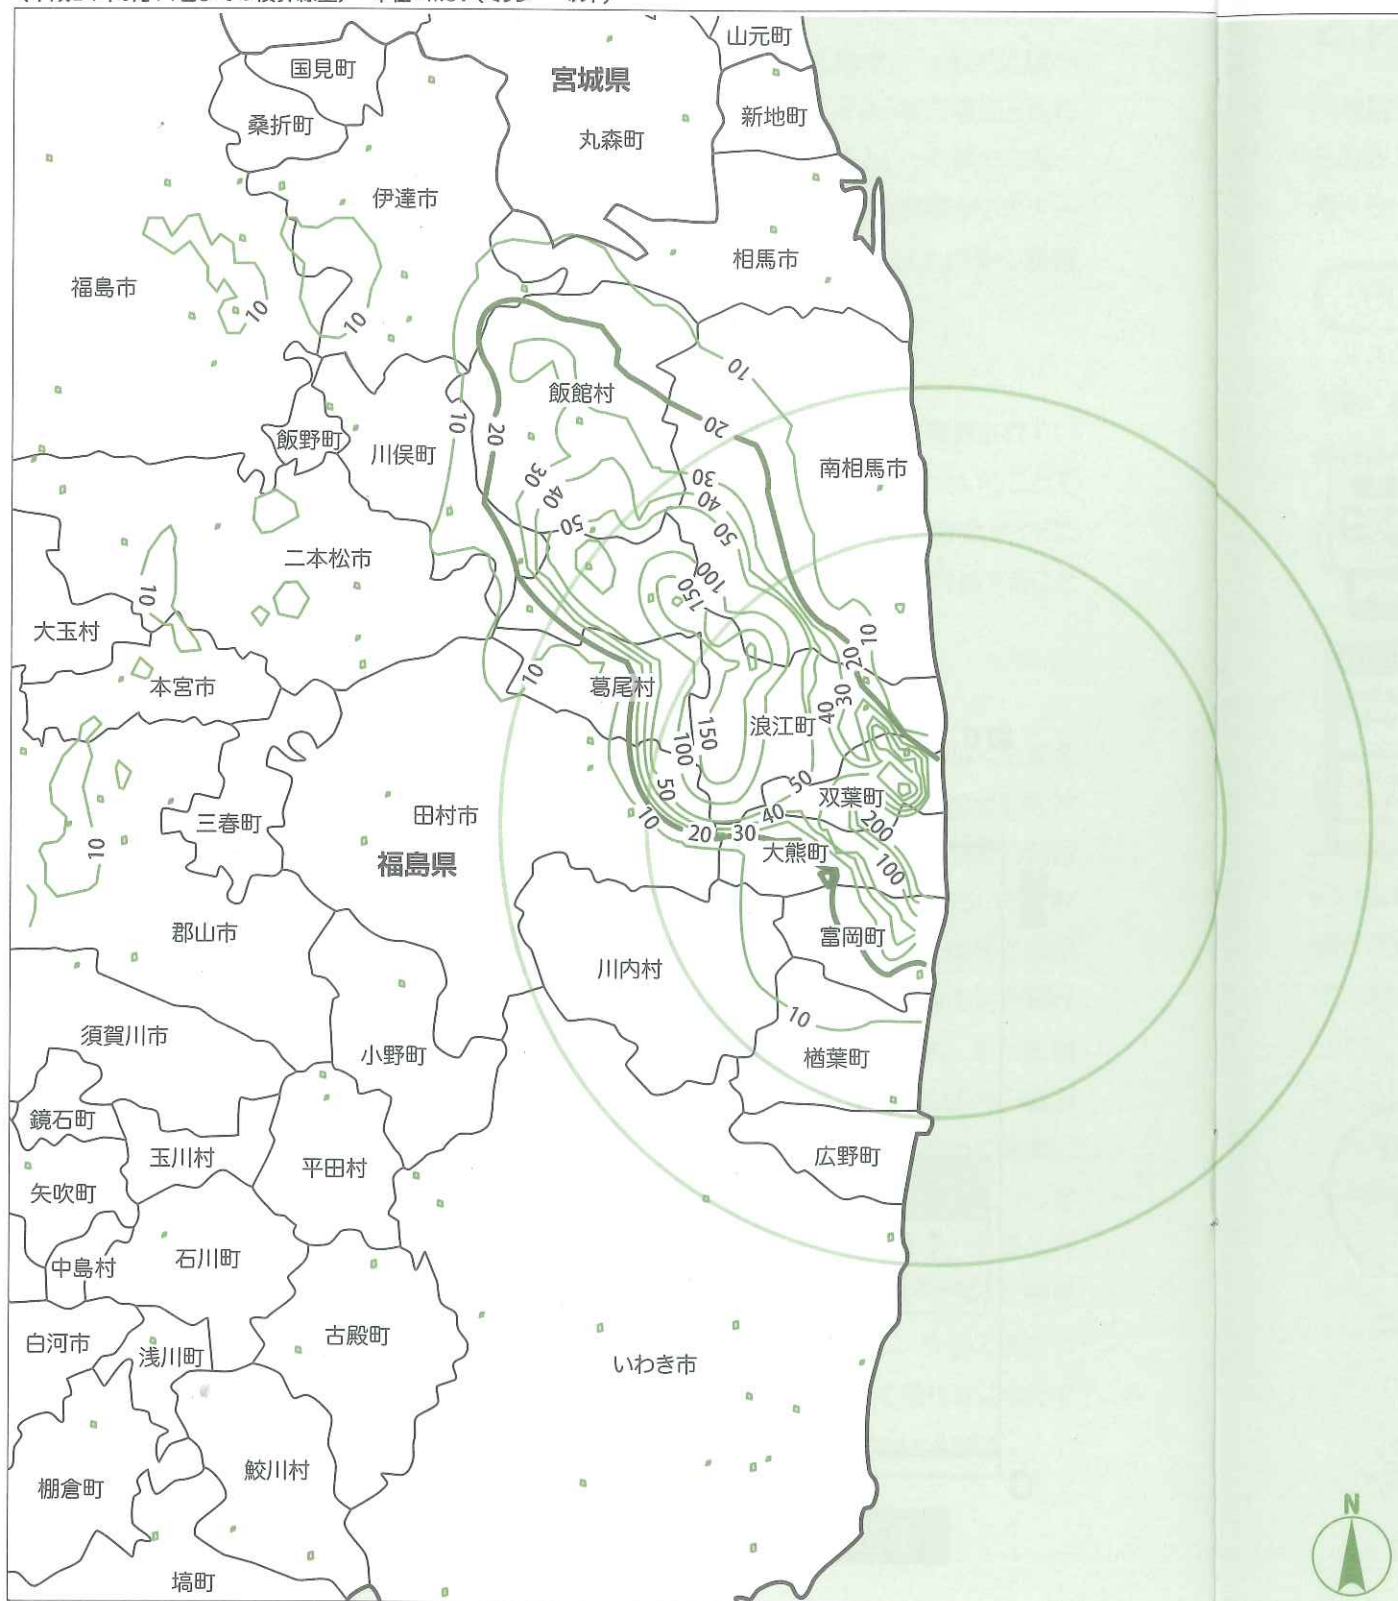 山元町
国見町
宮城県
新地町
桑折町
丸森町
伊達市
相馬市
福島市
10
10
10
飯館村
10
20
20
飯野町
川俣町
南相馬市
30
30
40
40
50
50
二本松市
100
150
10
大玉村
10
20
10
葛尾村
本宮市
30
40
浪江町
150
100
50
50
双葉町
三春町
田村市
10
40
200
20
30
10
大熊町
福島県
100
郡山市
富岡町
川内村
10
須賀川市
小野町
楢葉町
鏡石町
玉川村
平田村
広野町
矢吹町
中島村
石川町
白河市
浅川町
古殿町
いわき市
棚倉町
鮫川村
N
塙町